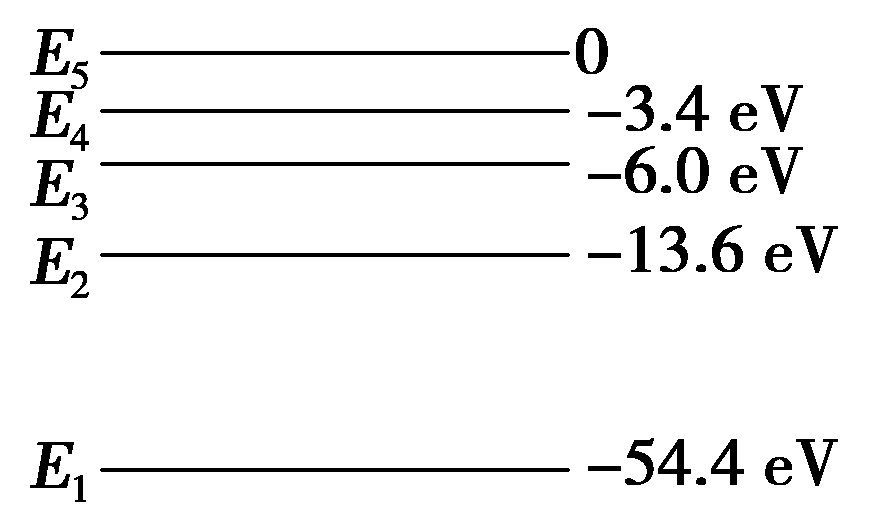 E₅ 0
E₄ −3.4 eV
E₃ −6.0 eV
E₂ −13.6 eV
E₁ −54.4 eV